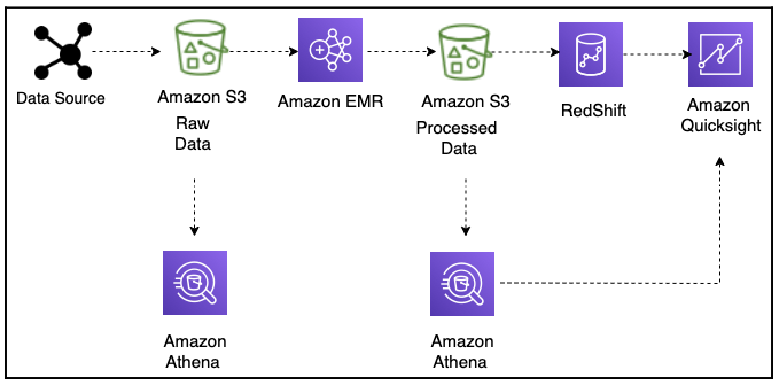 Data Source
Amazon S3
Raw
Data
Amazon EMR
Amazon S3
Processed
Data
RedShift
Amazon
Quicksight
Amazon
Athena
Amazon
Athena